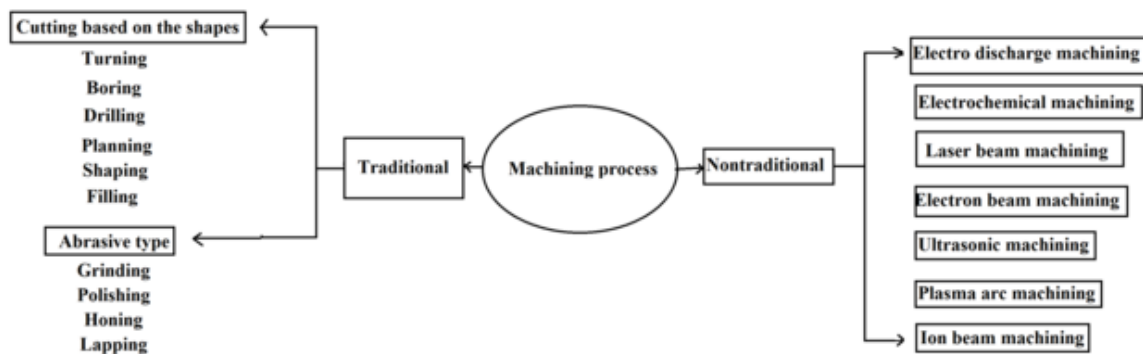 Cutting based on the shapes
Turning
Boring
Drilling
Planning
Shaping
Filling
Abrasive type
Grinding
Polishing
Honing
Lapping
Traditional
Machining process
Nontraditional
Electro discharge machining
Electrochemical machining
Laser beam machining
Electron beam machining
Ultrasonic machining
Plasma arc machining
Ion beam machining